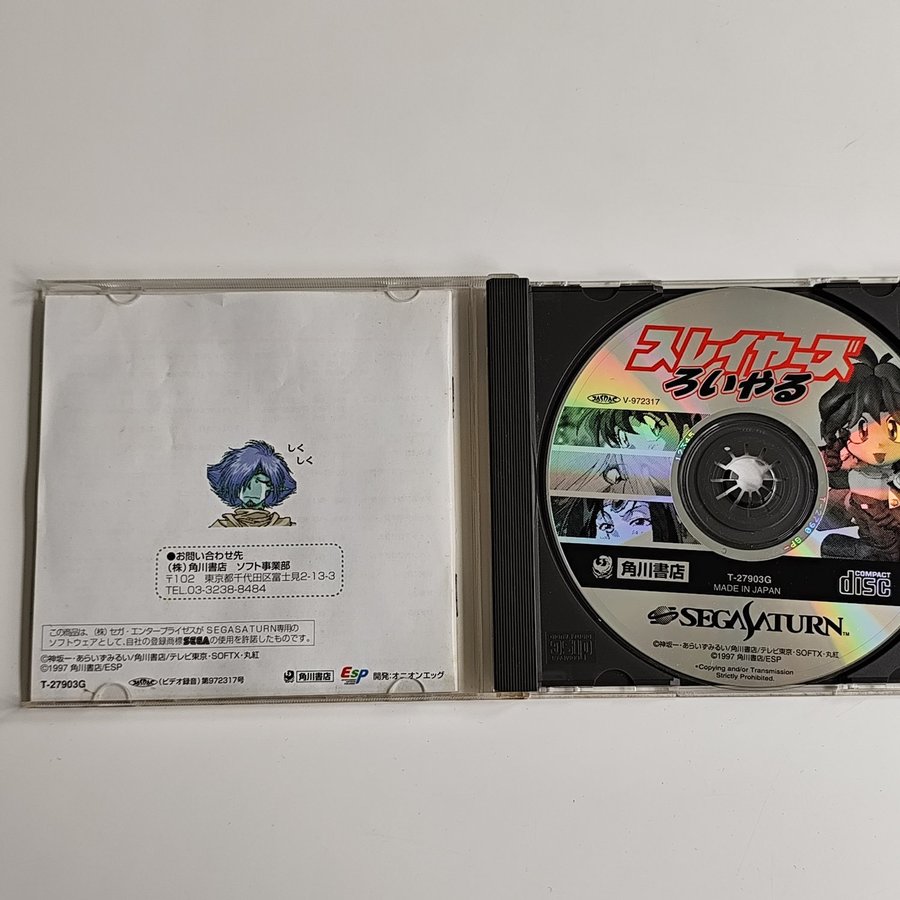 しく
しく
●お問い合わせ先
(株)角川書店 ソフト事業部
〒102 東京都千代田区富士見2-13-3
TEL.03-3238-8484
この商品は、(株)セガ・エンタープライゼスがSEGASATURN専用の
ソフトウェアとして、自社の登録商標SEGAの使用を許諾したものです。
©神坂一・あらいずみるい/角川書店/テレビ東京・SOFTX・丸紅
©1997 角川書店/ESP
T-27903G
(ビデオ録音)第972317号
角川書店
Esp
開発:オニオンエッグ
スレイヤーズ
ろいやる
V-972317
角川書店
T-27903G
MADE IN JAPAN
COMPACT
disc
SEGASATURN™
©神坂一・あらいずみるい/角川書店/テレビ東京・SOFTX・丸紅
©1997 角川書店/ESP
*Copying and/or Transmission
Strictly Prohibited.